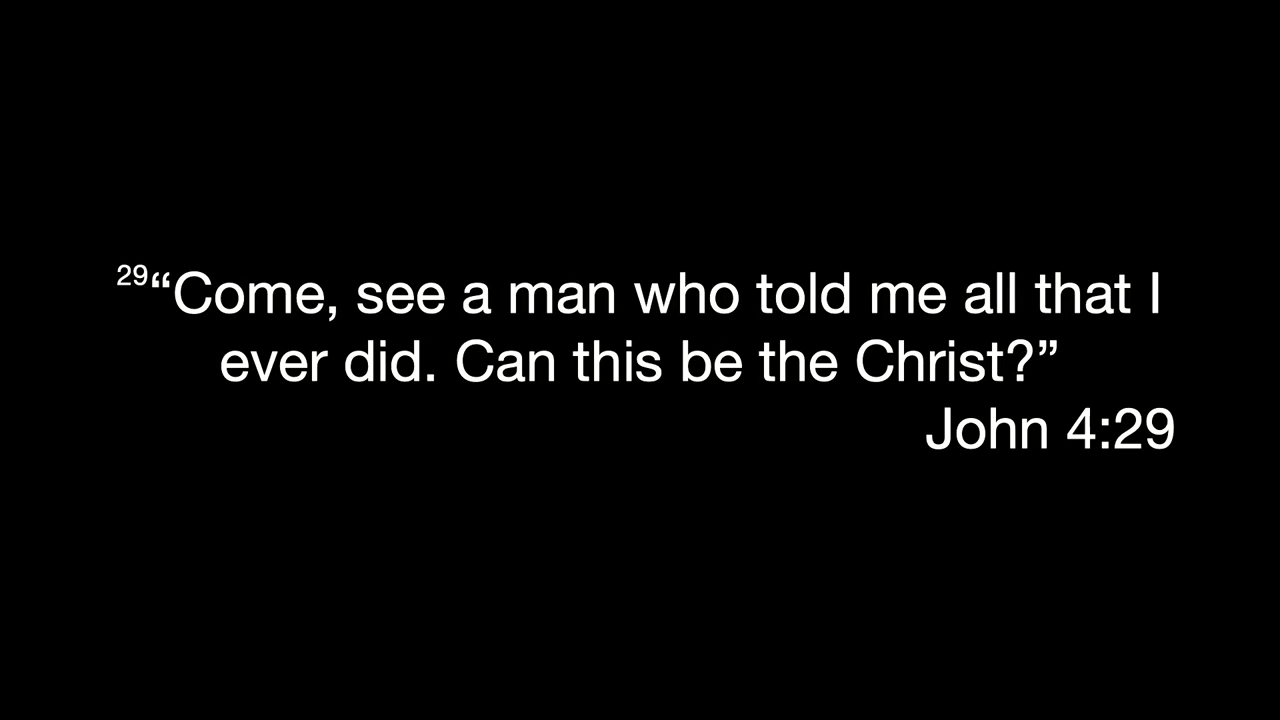 29“Come, see a man who told me all that I
ever did. Can this be the Christ?”
John 4:29